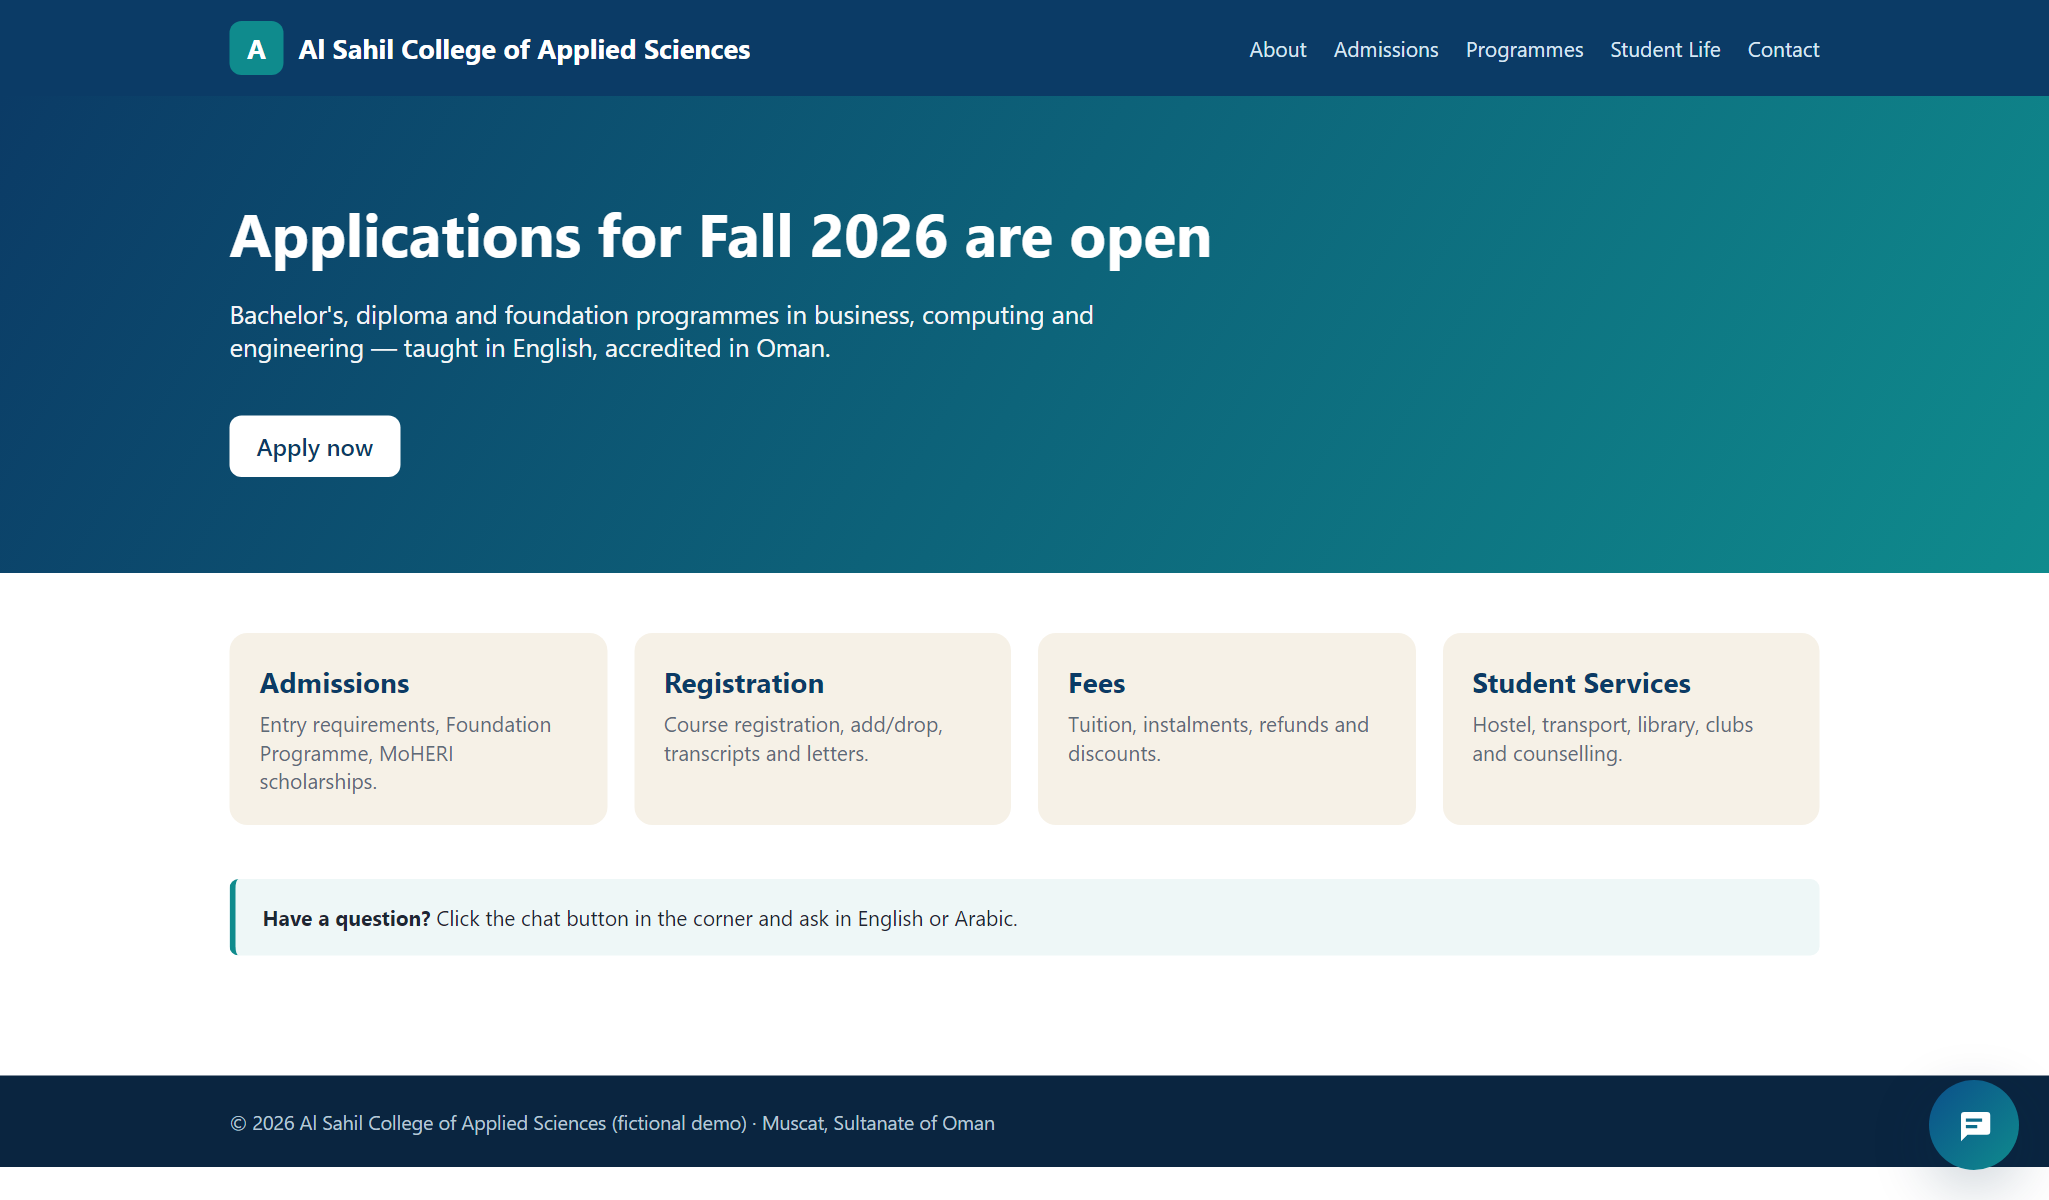 A
Al Sahil College of Applied Sciences
About
Admissions
Programmes
Student Life
Contact
Applications for Fall 2026 are open
Bachelor's, diploma and foundation programmes in business, computing and
engineering — taught in English, accredited in Oman.
Apply now
Admissions
Entry requirements, Foundation
Programme, MoHERI
scholarships.
Registration
Course registration, add/drop,
transcripts and letters.
Fees
Tuition, instalments, refunds and
discounts.
Student Services
Hostel, transport, library, clubs
and counselling.
Have a question? Click the chat button in the corner and ask in English or Arabic.
© 2026 Al Sahil College of Applied Sciences (fictional demo) · Muscat, Sultanate of Oman